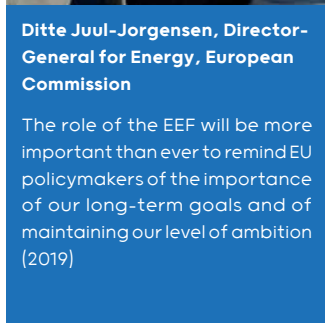 Ditte Juul-Jorgensen, Director-
General for Energy, European
Commission
The role of the EEF will be more
important than ever to remind EU
policymakers of the importance
of our long-term goals and of
maintaining our level of ambition
(2019)